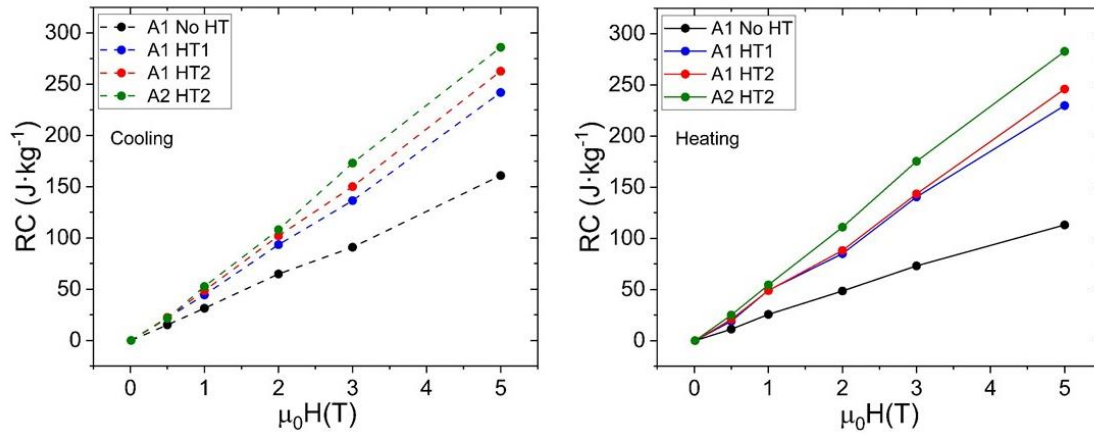 A1 No HT
A1 HT1
A1 HT2
A2 HT2
Cooling
RC (J·kg⁻¹)
300
250
200
150
100
50
0
0 1 2 3 4 5
μ₀H(T)
A1 No HT
A1 HT1
A1 HT2
A2 HT2
Heating
RC (J·kg⁻¹)
300
250
200
150
100
50
0
0 1 2 3 4 5
μ₀H(T)